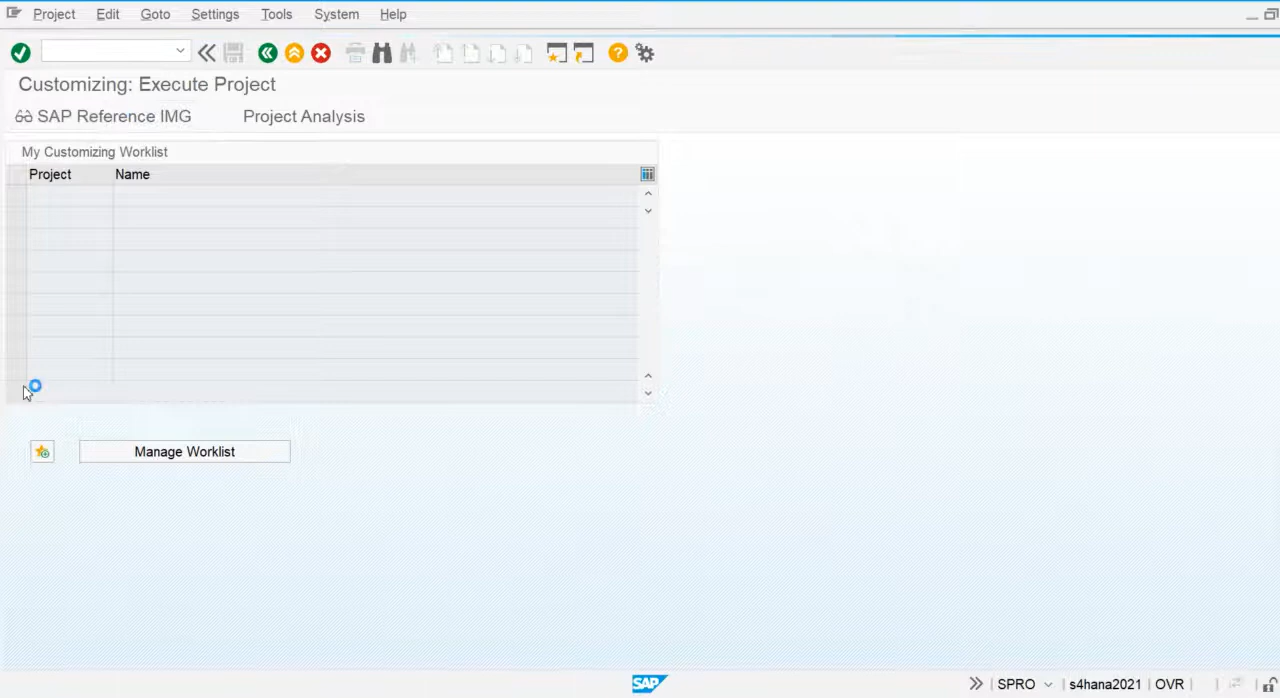 Project Edit Goto Settings Tools System Help
Customizing: Execute Project
SAP Reference IMG Project Analysis
My Customizing Worklist
Project Name
Manage Worklist
SAP SPRO s4hana2021 OVR